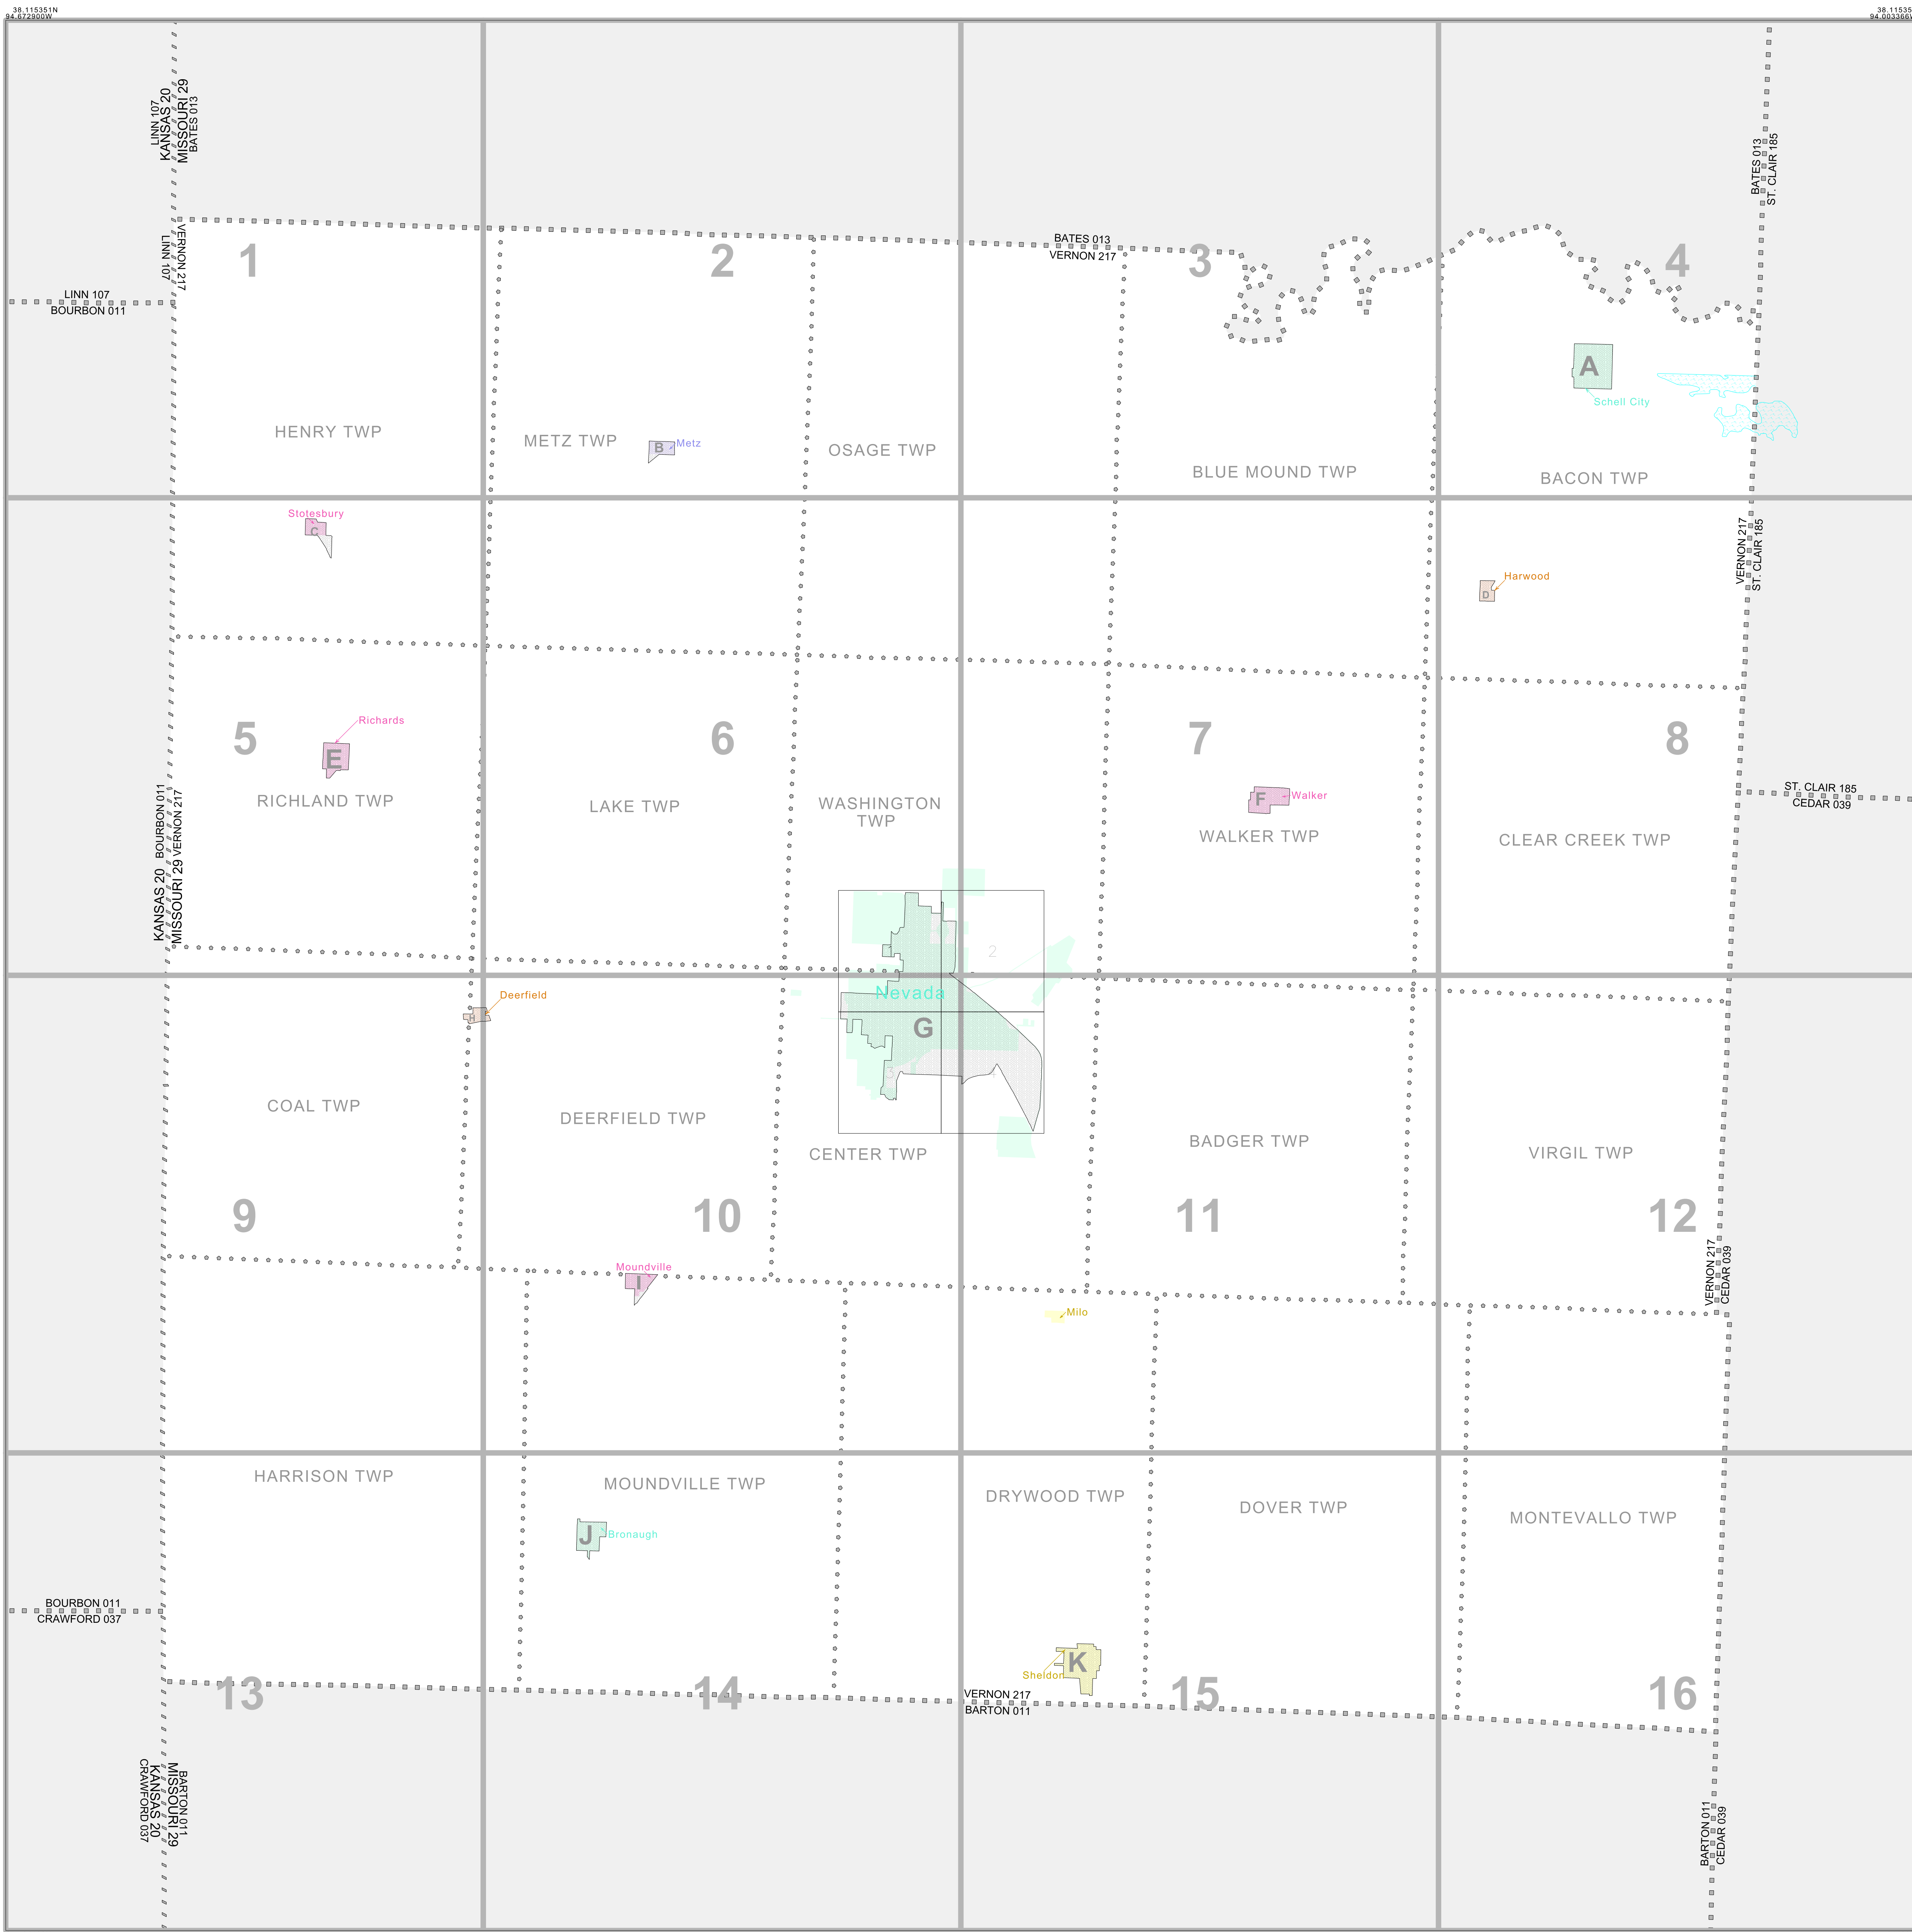 38.115351N
94.672900W
94.003366W
LINN 107
KANSAS 20
MISSOURI 29
BATES 013
BATES 013
ST. CLAIR 185
LINN 107
VERNON 217
1
2
BATES 013
VERNON 217
3
4
LINN 107
BOURBON 011
A
Schell City
HENRY TWP
METZ TWP
B
Metz
OSAGE TWP
BLUE MOUND TWP
BACON TWP
Stotesbury
C
VERNON 217
ST. CLAIR 185
Harwood
D
Richards
5
E
6
7
8
RICHLAND TWP
LAKE TWP
WASHINGTON
TWP
F
Walker
WALKER TWP
ST. CLAIR 185
CEDAR 039
CLEAR CREEK TWP
KANSAS 20 BOURBON 011
MISSOURI 29 VERNON 217
2
Nevada
Deerfield
H
G
3
COAL TWP
DEERFIELD TWP
CENTER TWP
BADGER TWP
VIRGIL TWP
9
10
11
12
VERNON 217
CEDAR 039
Moundville
I
Milo
HARRISON TWP
MOUNDVILLE TWP
DRYWOOD TWP
DOVER TWP
MONTEVALLO TWP
J
Bronaugh
BOURBON 011
CRAWFORD 037
K
Sheldon
13
14
VERNON 217
BARTON 011
15
16
CRAWFORD 037
KANSAS 20
MISSOURI 29
BARTON 011
BARTON 011
CEDAR 039